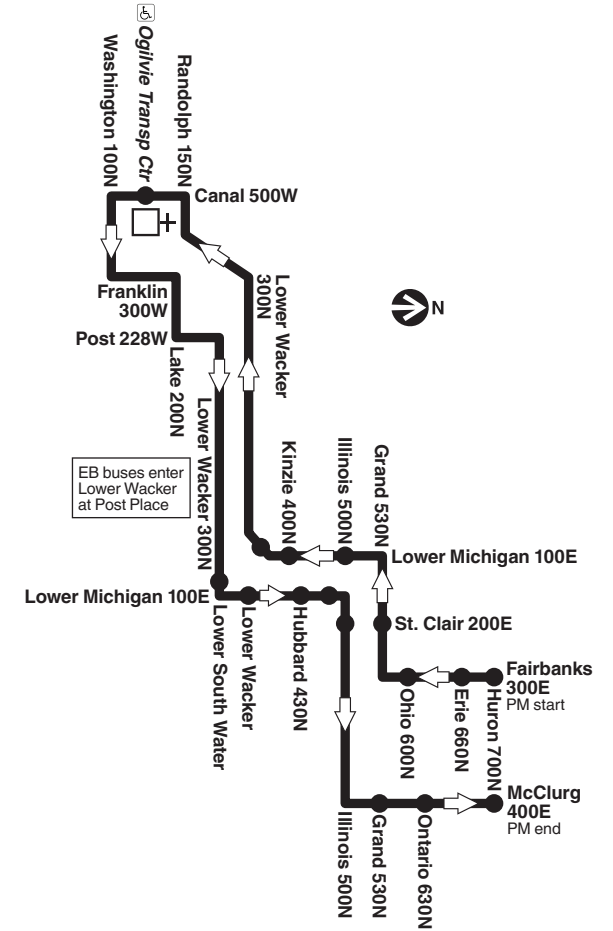 Washington 100N
Ogilvie Transp Ctr
Randolph 150N
Canal 500W
Franklin
300W
Post 228W
Lake 200N
Lower Wacker 300N
Lower Wacker
300N
N
EB buses enter
Lower Wacker
at Post Place
Kinzie 400N
Illinois 500N
Grand 530N
Lower Michigan 100E
Lower Michigan 100E
Lower South Water
Lower Wacker
Hubbard 430N
St. Clair 200E
Ohio 600N
Erie 660N
Huron 700N
Fairbanks
300E
PM start
McClurg
400E
PM end
Illinois 500N
Grand 530N
Ontario 630N